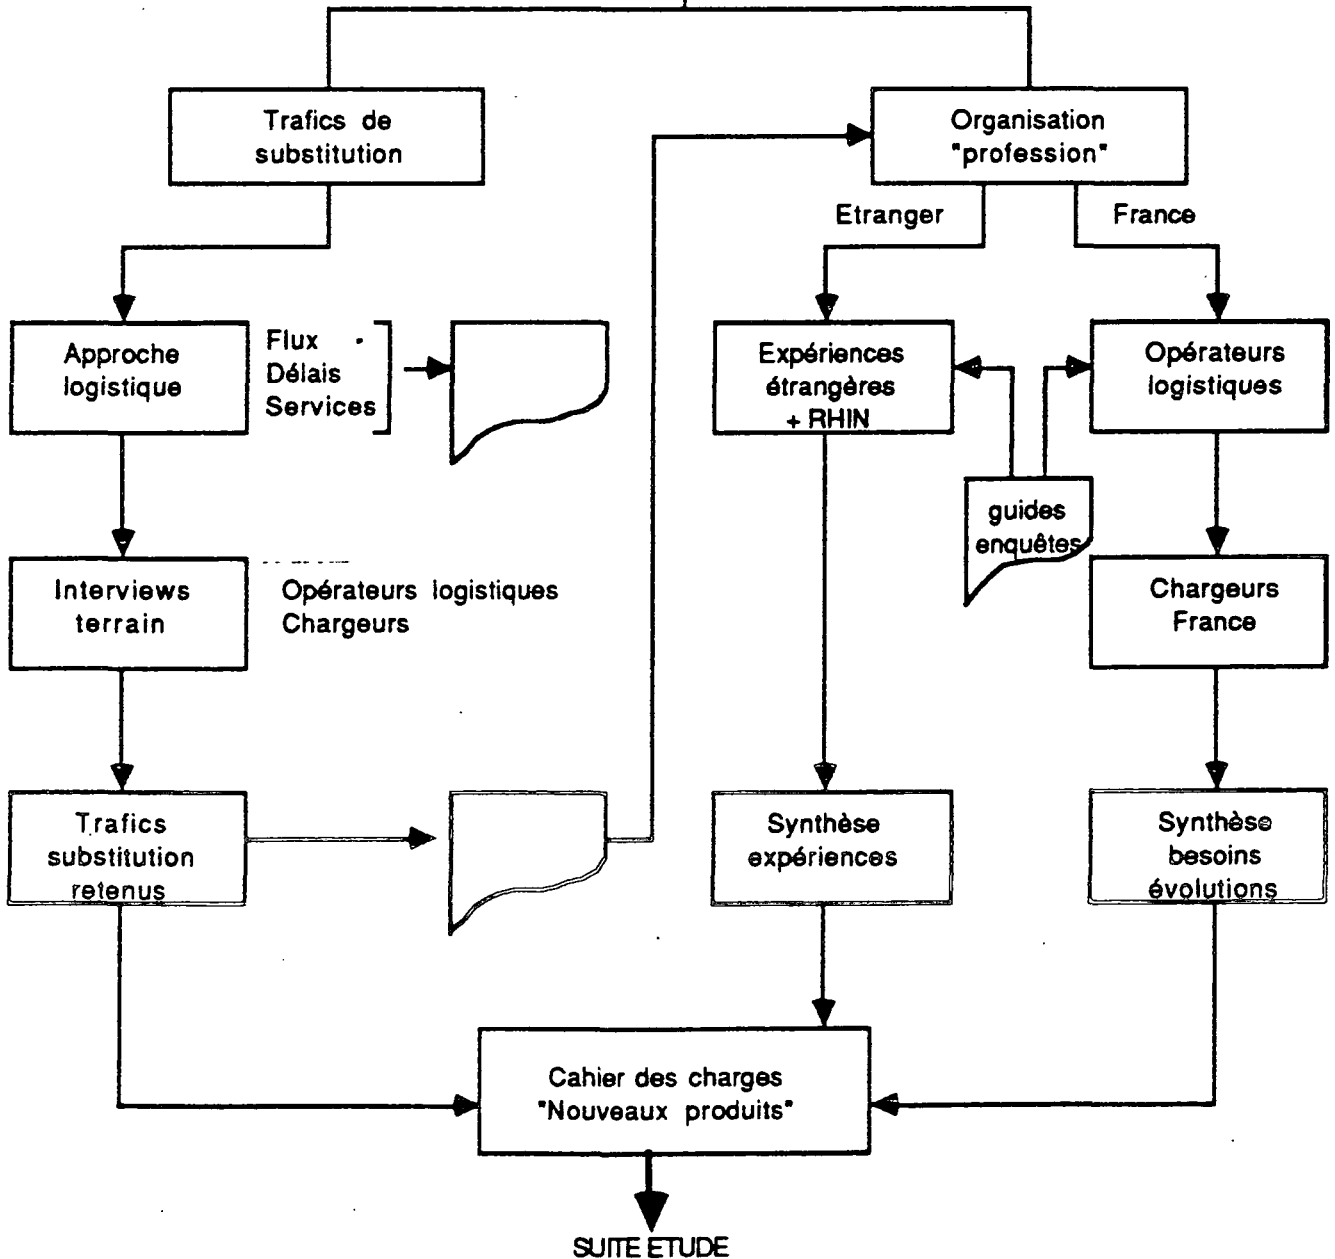 Trafics de
substitution
Organisation
"profession"
Etranger
France
Approche
logistique
Flux
Délais
Services
Expériences
étrangères
+ RHIN
Opérateurs
logistiques
guides
enquêtes
Interviews
terrain
Opérateurs logistiques
Chargeurs
Chargeurs
France
Trafics
substitution
retenus
Synthèse
expériences
Synthèse
besoins
évolutions
Cahier des charges
"Nouveaux produits"
SUITE ETUDE